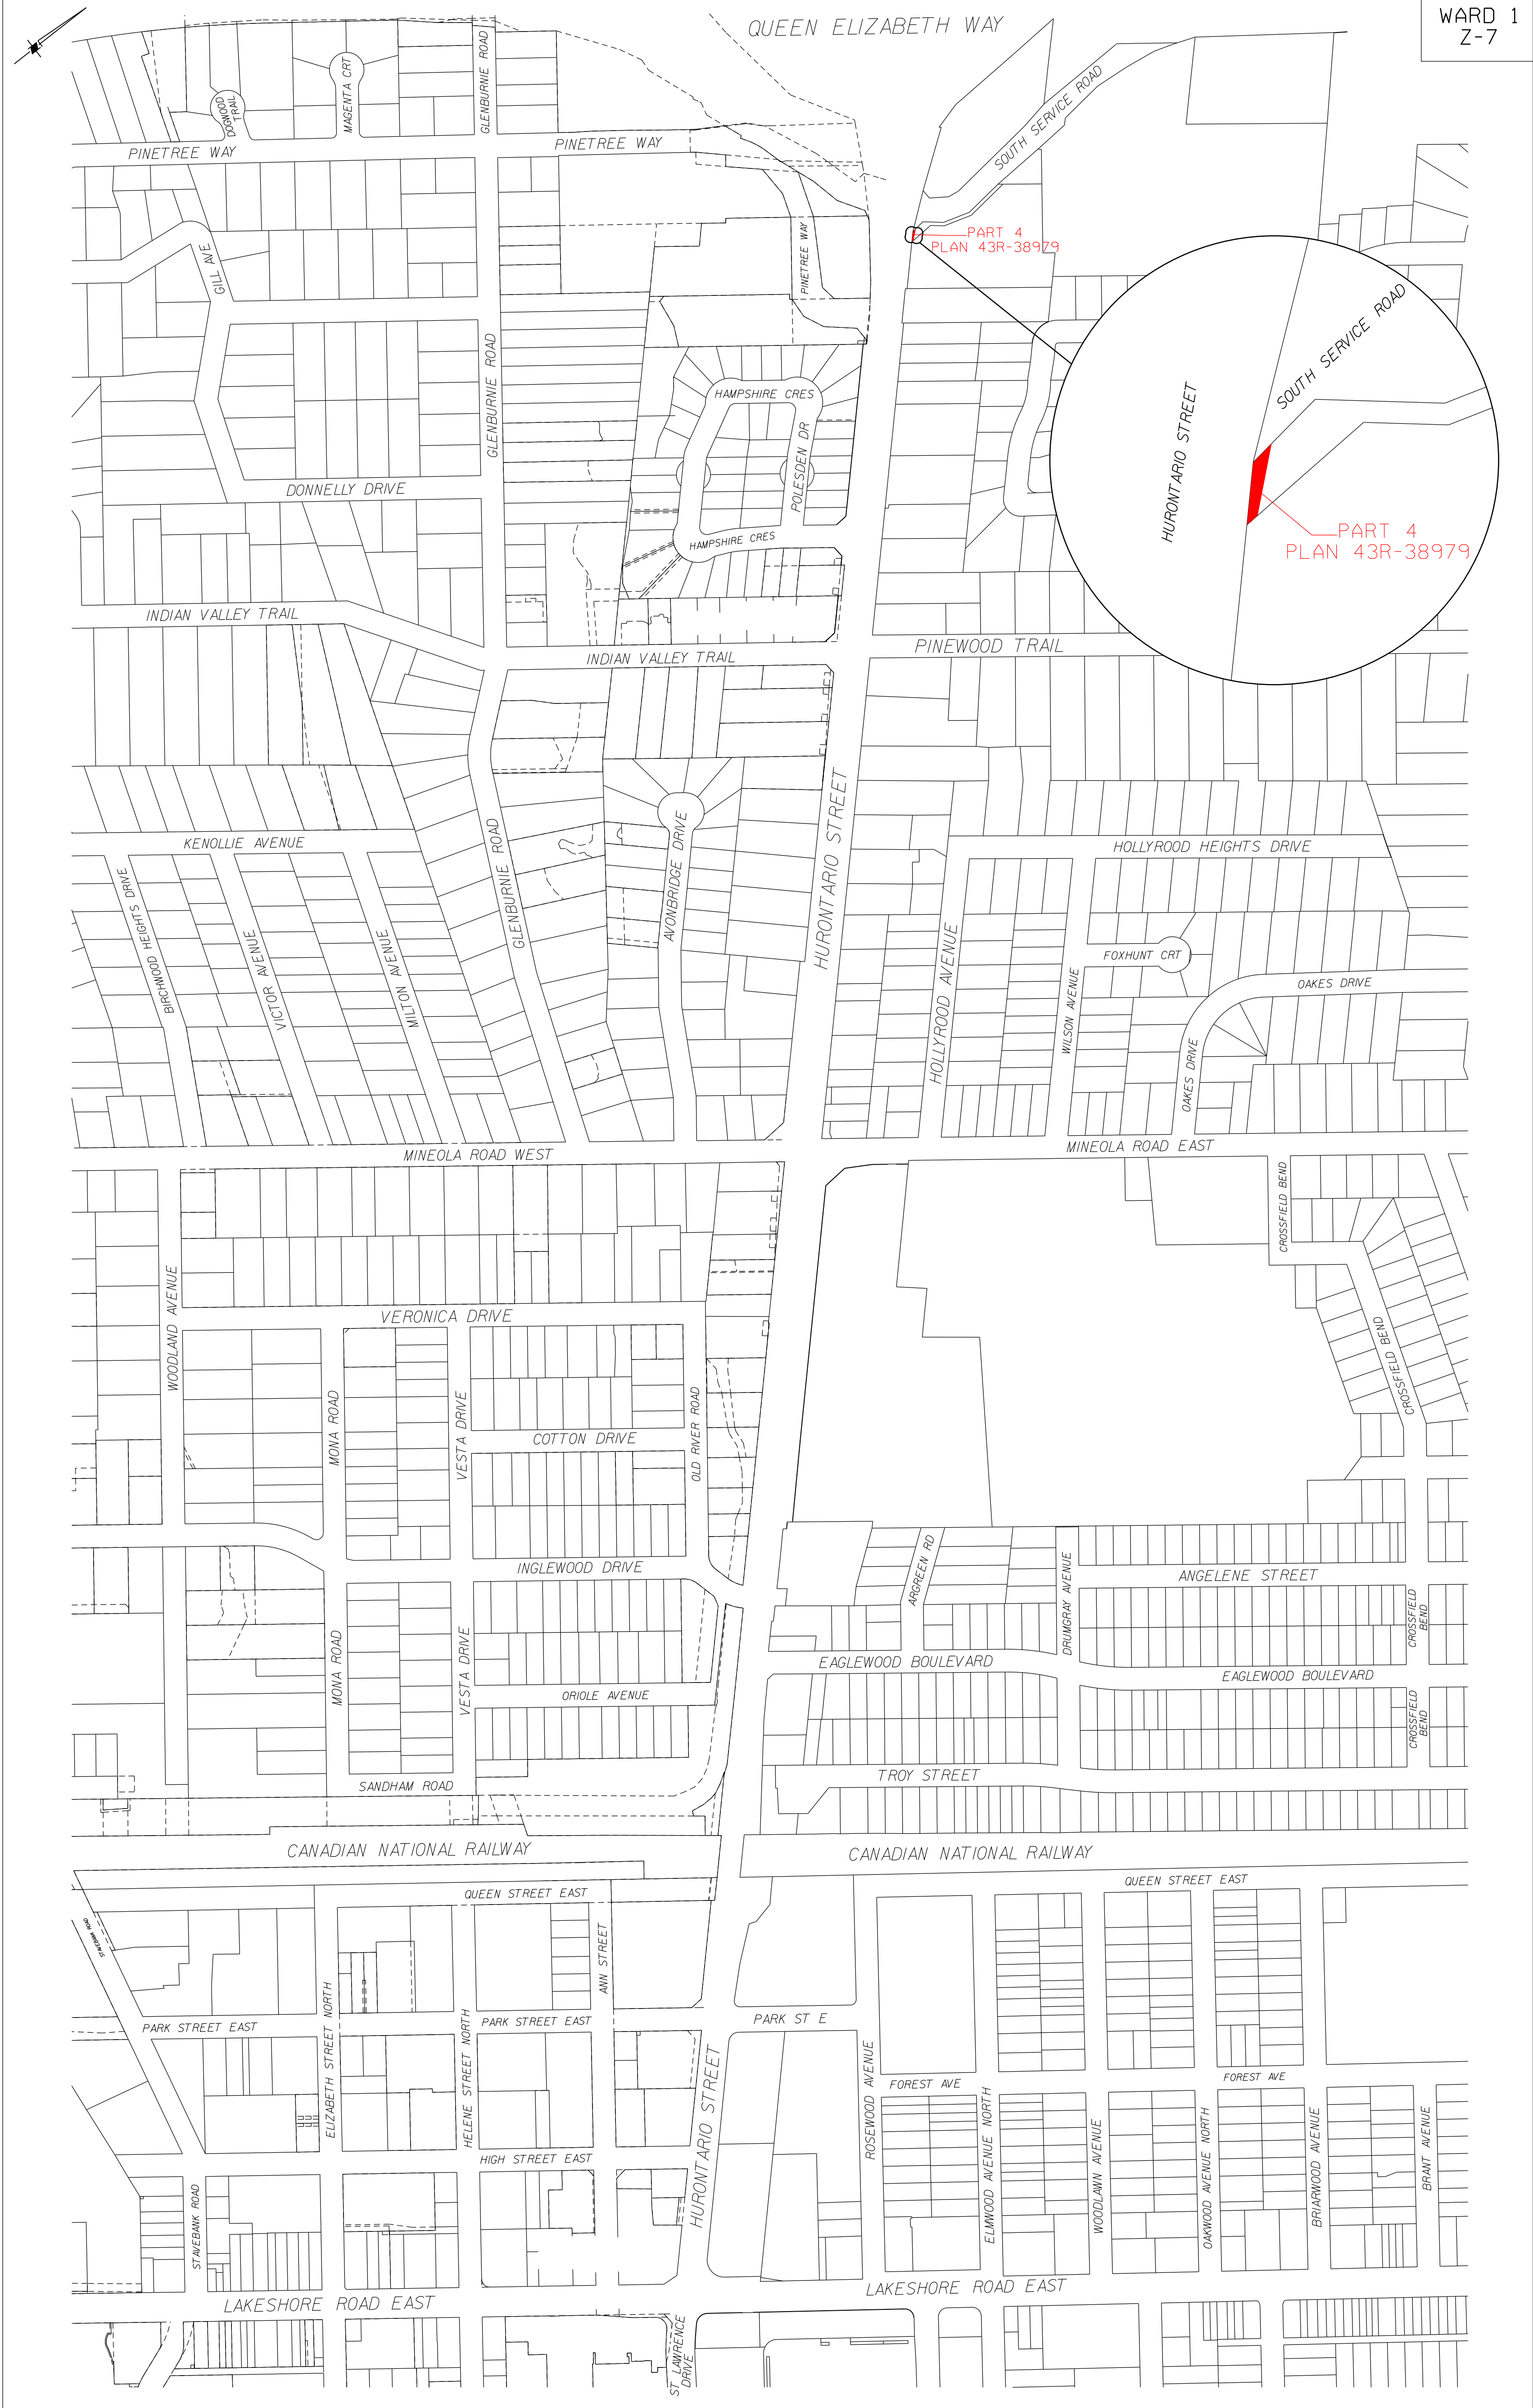 WARD 1
Z-7
QUEEN ELIZABETH WAY
GLENBURNIE ROAD
MAGENTA CRT
DOGWOOD
TRAIL
SOUTH SERVICE ROAD
PINETREE WAY
PINETREE WAY
PINETREE WAY
PART 4
PLAN 43R-38979
GILL AVE
GLENBURNIE ROAD
HAMPSHIRE CRES
POLESDEN DR
HAMPSHIRE CRES
SOUTH SERVICE ROAD
HURONTARIO STREET
PART 4
PLAN 43R-38979
DONNELLY DRIVE
INDIAN VALLEY TRAIL
INDIAN VALLEY TRAIL
PINEWOOD TRAIL
HURONTARIO STREET
KENOLLIE AVENUE
HOLLYROOD HEIGHTS DRIVE
BIRCHWOOD HEIGHTS DRIVE
VICTOR AVENUE
MILTON AVENUE
GLENBURNIE ROAD
AVONBRIDGE DRIVE
HOLLYROOD AVENUE
WILSON AVENUE
FOXHUNT CRT
OAKES DRIVE
OAKES DRIVE
MINEOLA ROAD WEST
MINEOLA ROAD EAST
CROSSFIELD BEND
WOODLAND AVENUE
VERONICA DRIVE
CROSSFIELD BEND
MONA ROAD
VESTA DRIVE
COTTON DRIVE
OLD RIVER ROAD
INGLEWOOD DRIVE
ARGREEN RD
DRUMGRAY AVENUE
ANGELENE STREET
CROSSFIELD
BEND
MONA ROAD
VESTA DRIVE
EAGLEWOOD BOULEVARD
EAGLEWOOD BOULEVARD
ORIOLE AVENUE
CROSSFIELD
BEND
SANDHAM ROAD
TROY STREET
CANADIAN NATIONAL RAILWAY
CANADIAN NATIONAL RAILWAY
QUEEN STREET EAST
QUEEN STREET EAST
STAVEBANK ROAD
ANN STREET
PARK STREET EAST
ELIZABETH STREET NORTH
HELENE STREET NORTH
PARK STREET EAST
PARK ST E
HURONTARIO STREET
ROSEWOOD AVENUE
FOREST AVE
FOREST AVE
ELMWOOD AVENUE NORTH
WOODLAWN AVENUE
OAKWOOD AVENUE NORTH
BRIARWOOD AVENUE
BRANT AVENUE
HIGH STREET EAST
STAVEBANK ROAD
LAKESHORE ROAD EAST
LAKESHORE ROAD EAST
ST LAWRENCE
DRIVE